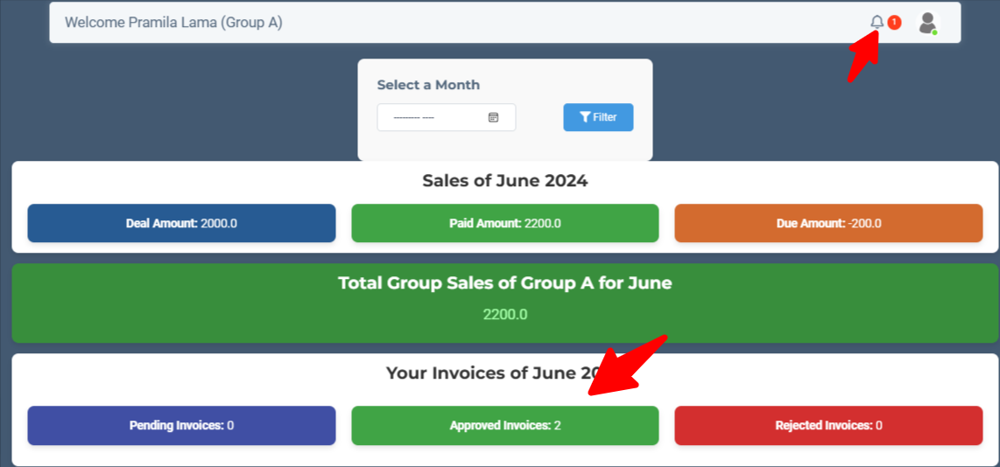 Welcome Pramila Lama (Group A)
1
Select a Month
--------- ----
Filter
Sales of June 2024
Deal Amount: 2000.0
Paid Amount: 2200.0
Due Amount: -200.0
Total Group Sales of Group A for June
2200.0
Your Invoices of June
Pending Invoices: 0
Approved Invoices: 2
Rejected Invoices: 0